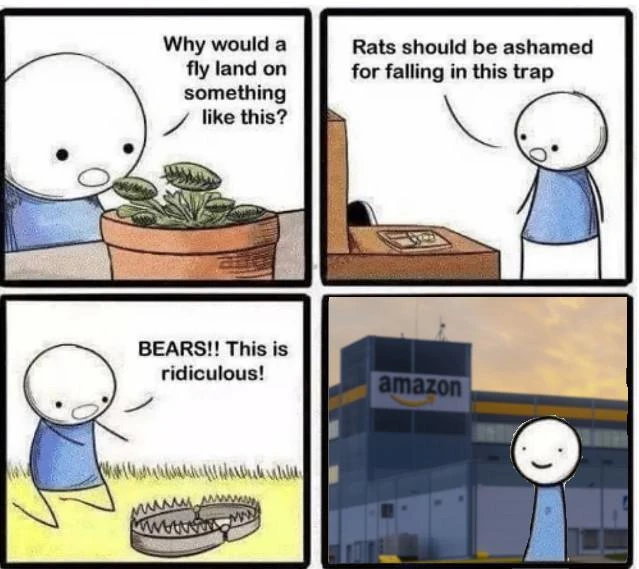 Why would a
fly land on
something
like this?
Rats should be ashamed
for falling in this trap
BEARS!! This is
ridiculous!
amazon